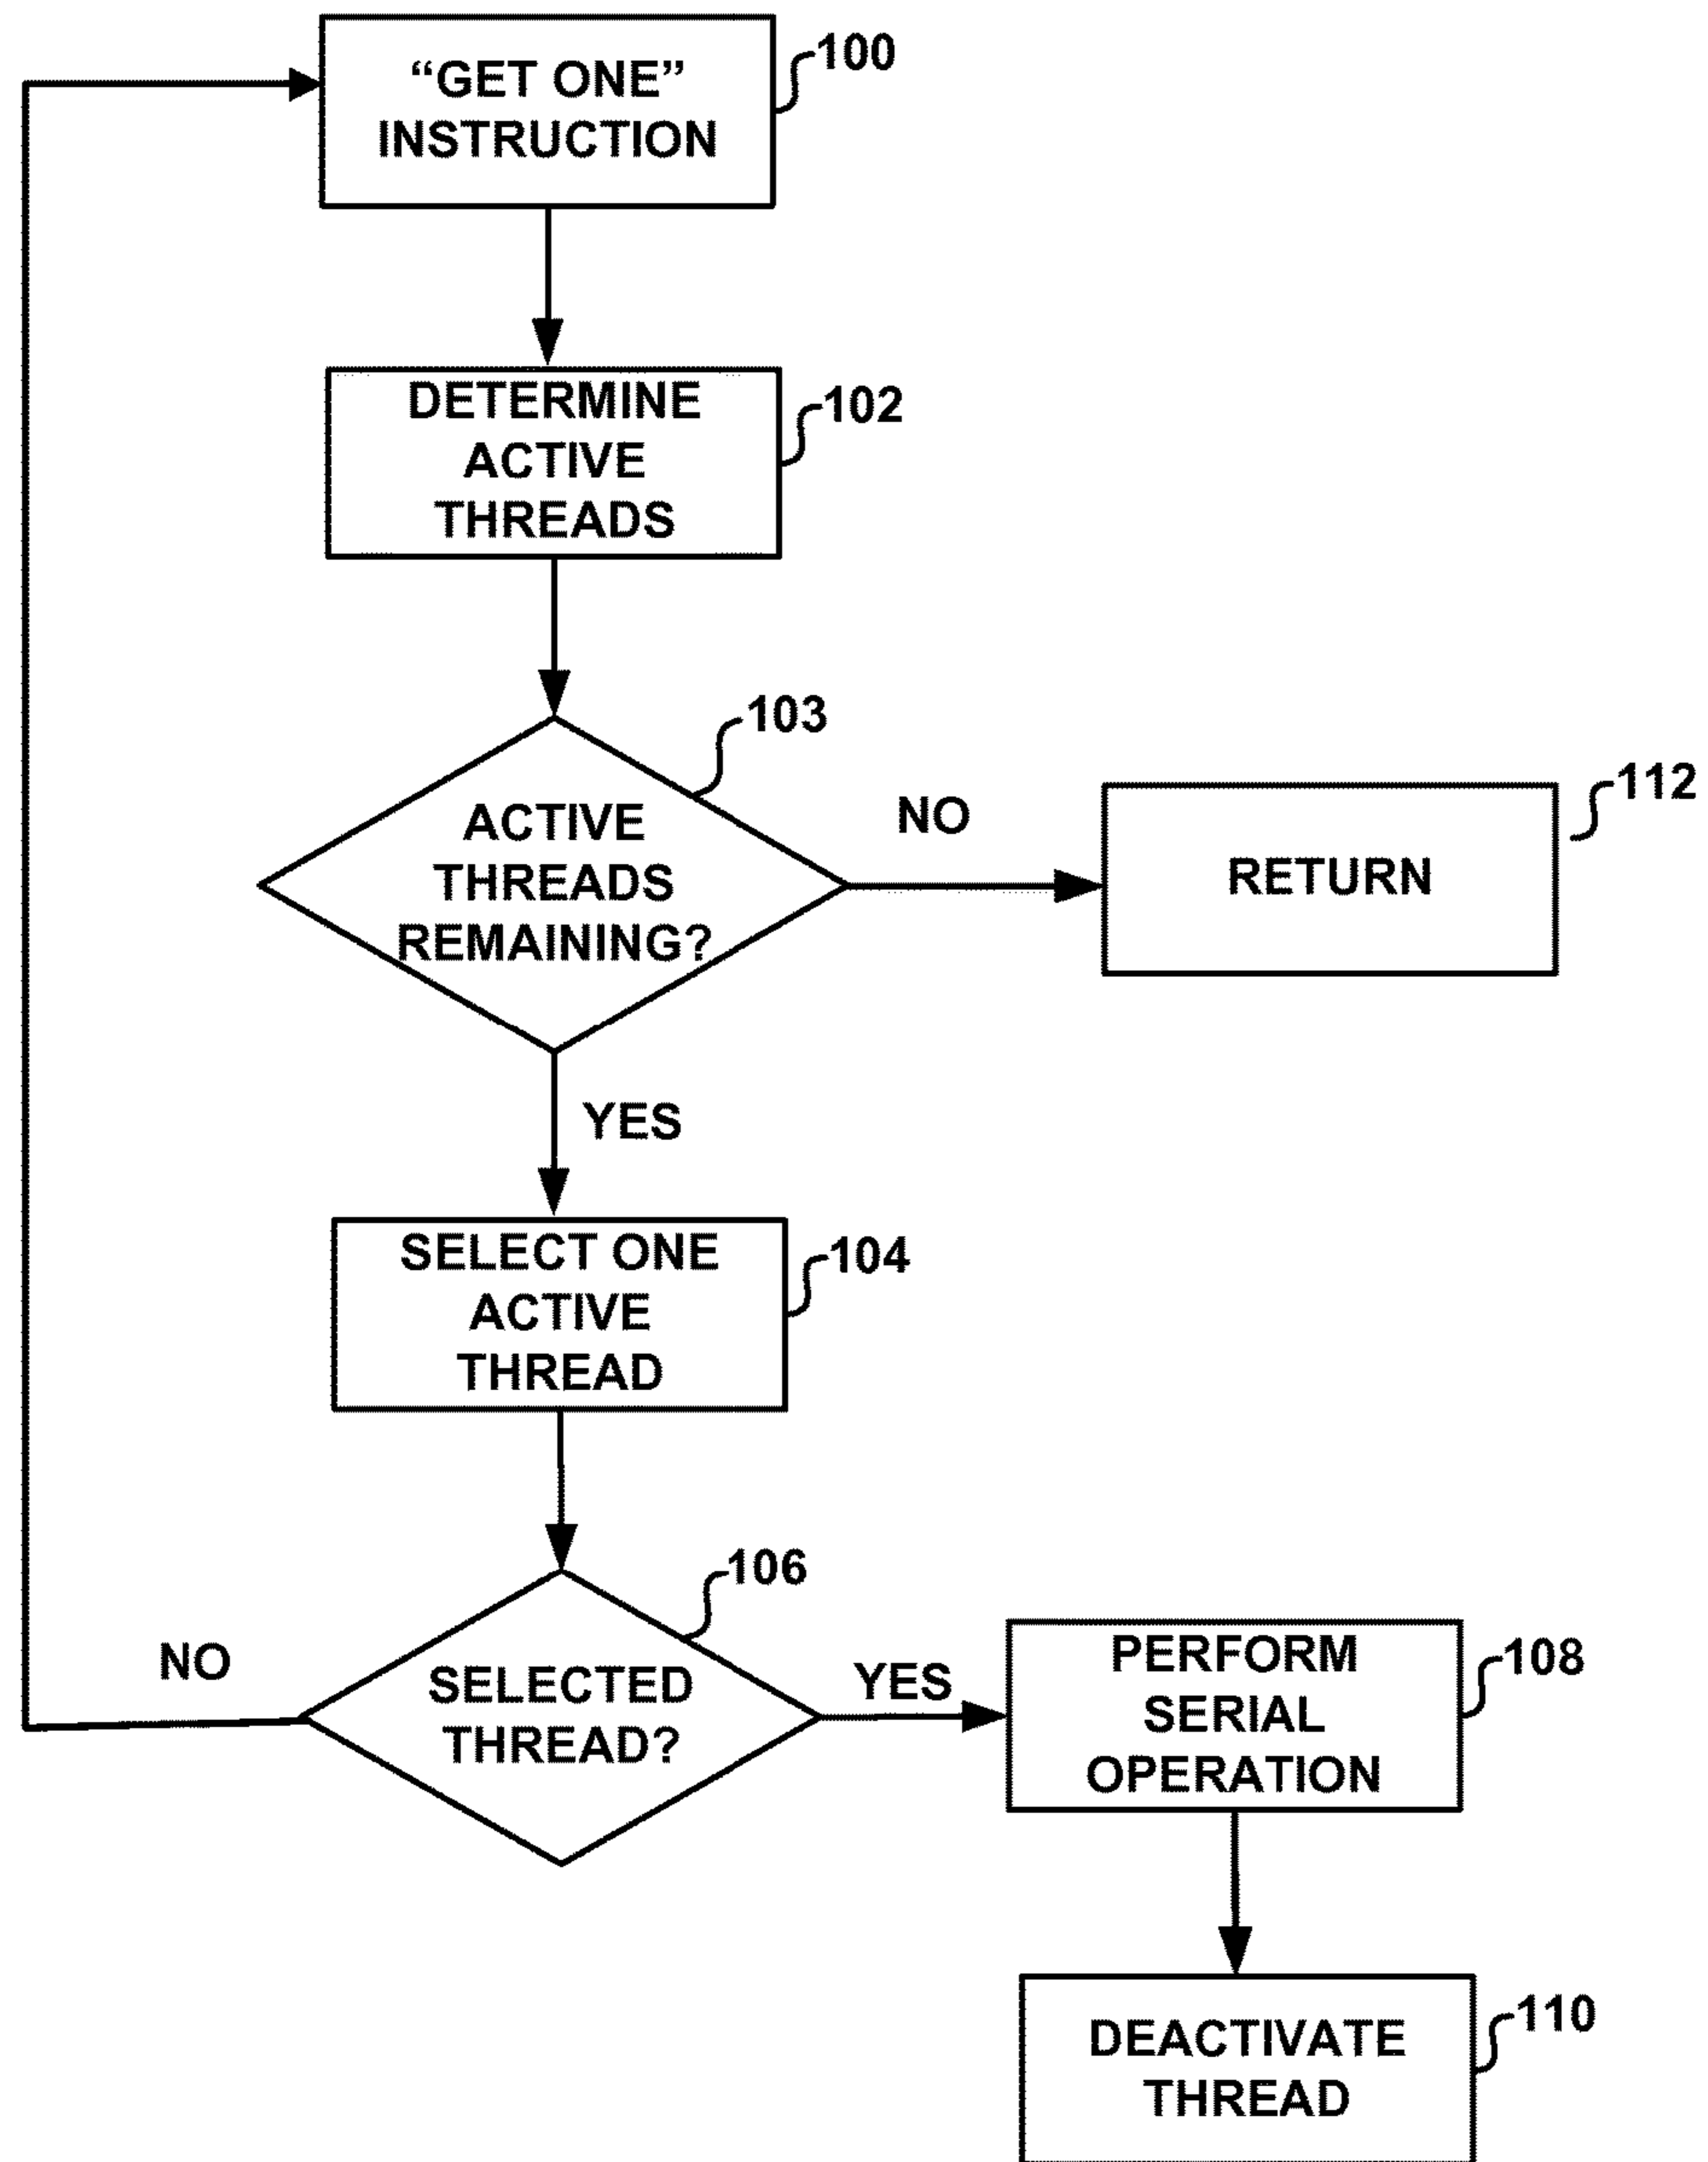 “GET ONE”
INSTRUCTION
100
DETERMINE
ACTIVE
THREADS
102
103
ACTIVE
THREADS
REMAINING?
NO
RETURN
112
YES
SELECT ONE
ACTIVE
THREAD
104
106
NO
SELECTED
THREAD?
YES
PERFORM
SERIAL
OPERATION
108
DEACTIVATE
THREAD
110